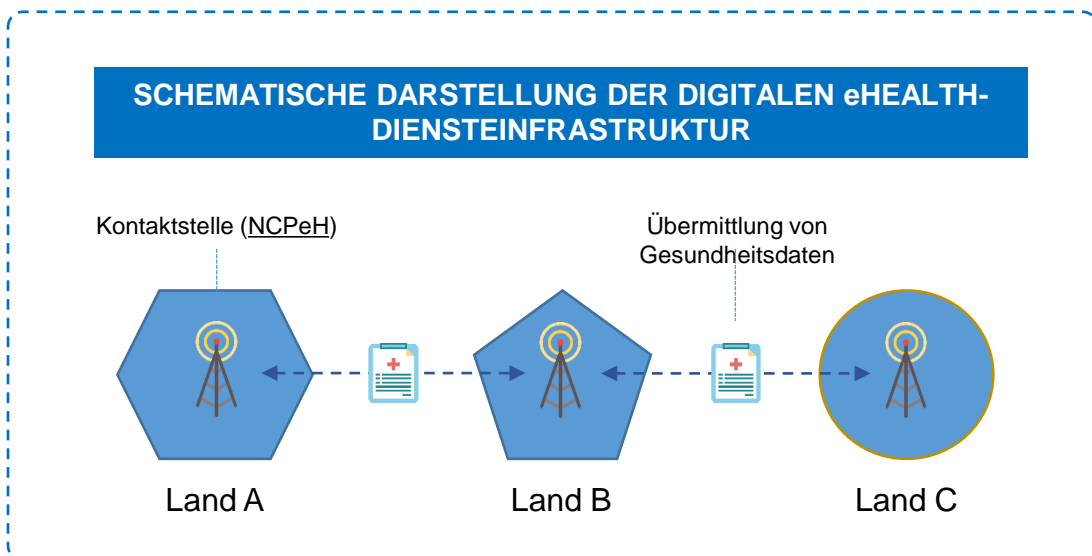 SCHEMATISCHE DARSTELLUNG DER DIGITALEN eHEALTH-
DIENSTEINFRASTRUKTUR
Kontaktstelle (NCPeH)
Übermittlung von
Gesundheitsdaten
Land A
Land B
Land C